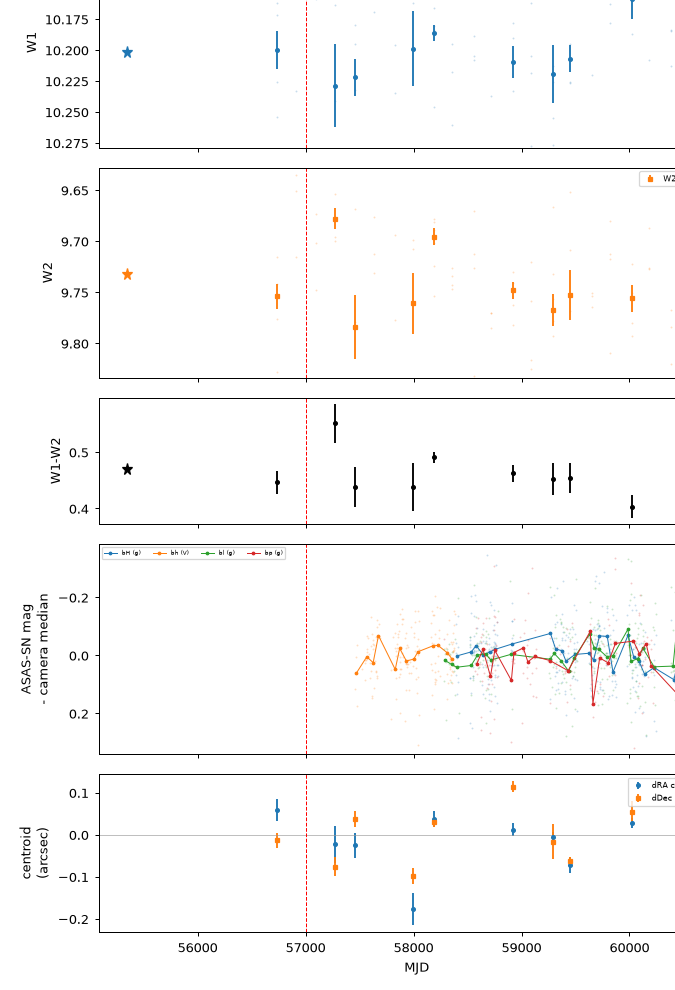 10.175
10.200
10.225
10.250
10.275
W1
9.65
9.70
9.75
9.80
W2
W2
0.5
0.4
W1-W2
bH (g) bh (V) bl (g) bp (g)
−0.2
0.0
0.2
ASAS-SN mag
- camera median
0.1
0.0
−0.1
−0.2
centroid
(arcsec)
dRA c
dDec
56000 57000 58000 59000 60000
MJD